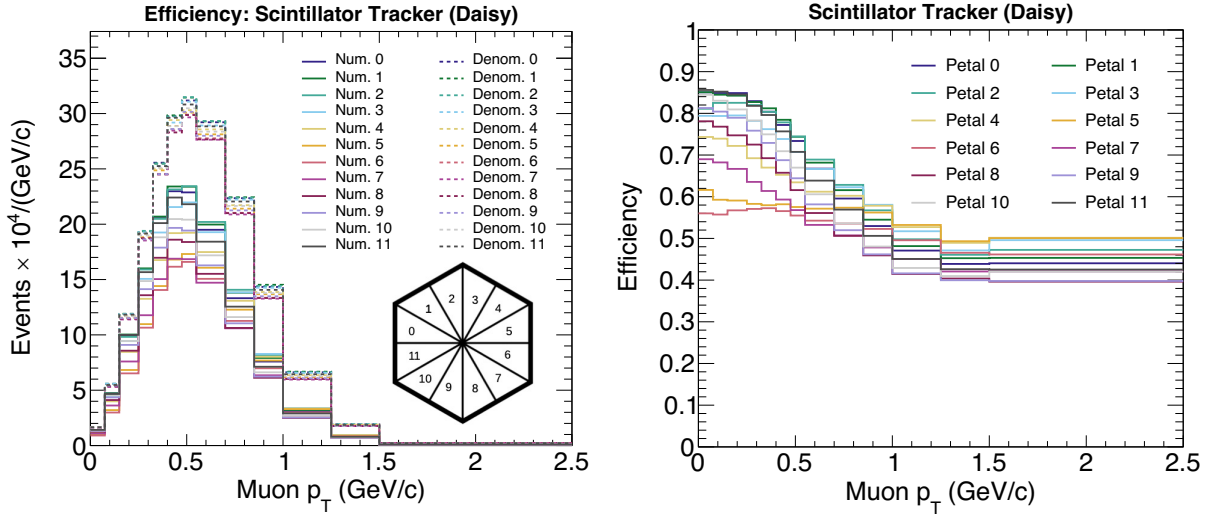 Efficiency: Scintillator Tracker (Daisy)
Events × 10⁴/(GeV/c)
35
30
25
20
15
10
5
0
Num. 0 Denom. 0
Num. 1 Denom. 1
Num. 2 Denom. 2
Num. 3 Denom. 3
Num. 4 Denom. 4
Num. 5 Denom. 5
Num. 6 Denom. 6
Num. 7 Denom. 7
Num. 8 Denom. 8
Num. 9 Denom. 9
Num. 10 Denom. 10
Num. 11 Denom. 11
2 3
1 4
0 5
11 6
10 7
9 8
0 0.5 1 1.5 2 2.5
Muon p_T (GeV/c)
Scintillator Tracker (Daisy)
Efficiency
1
0.9
0.8
0.7
0.6
0.5
0.4
0.3
0.2
0.1
0
Petal 0 Petal 1
Petal 2 Petal 3
Petal 4 Petal 5
Petal 6 Petal 7
Petal 8 Petal 9
Petal 10 Petal 11
0 0.5 1 1.5 2 2.5
Muon p_T (GeV/c)